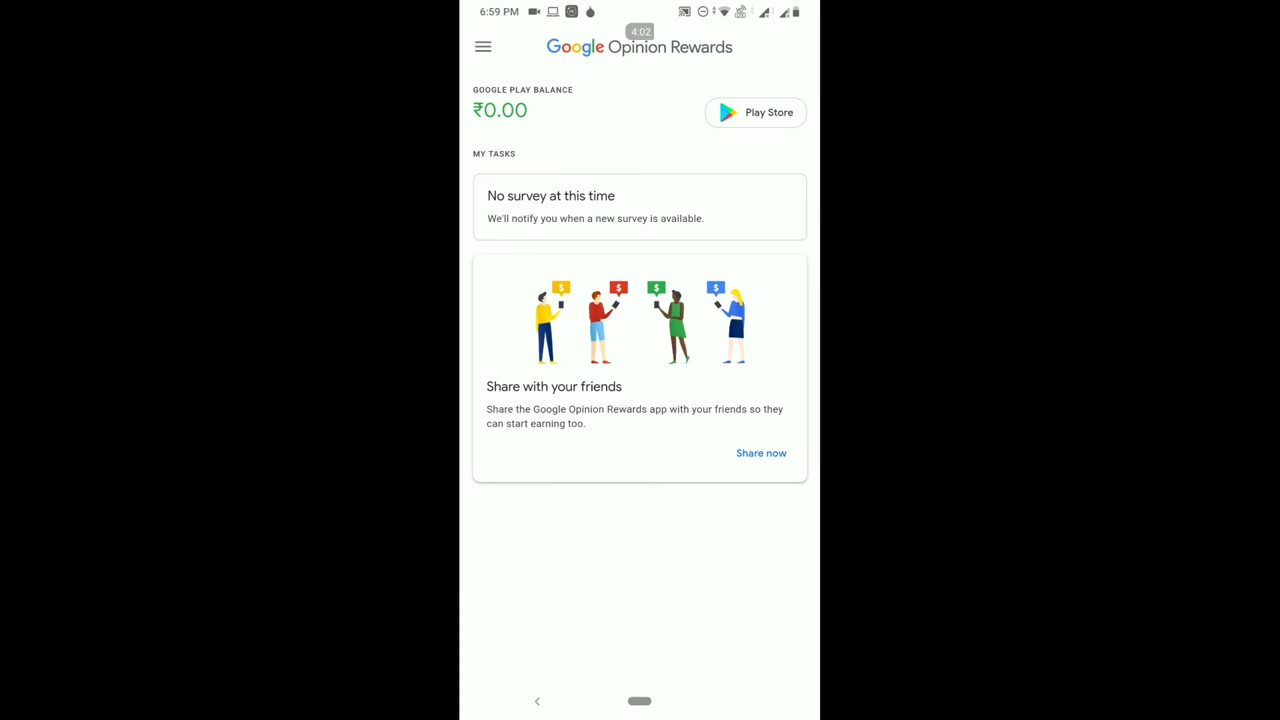 6:59 PM
4:02
Google Opinion Rewards
GOOGLE PLAY BALANCE
₹0.00
Play Store
MY TASKS
No survey at this time
We'll notify you when a new survey is available.
$ $ $ $
Share with your friends
Share the Google Opinion Rewards app with your friends so they
can start earning too.
Share now